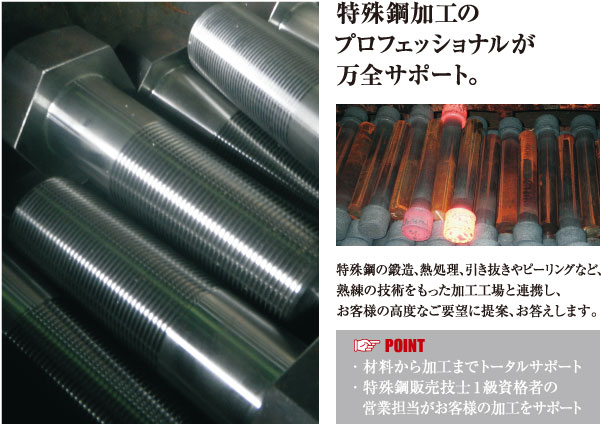 特殊鋼加工の
プロフェッショナルが
万全サポート。
特殊鋼の鍛造、熱処理、引き抜きやピーリングなど、
熟練の技術をもった加工工場と連携し、
お客様の高度なご要望に提案、お答えします。
POINT
・材料から加工までトータルサポート
・特殊鋼販売技士1級資格者の
営業担当がお客様の加工をサポート